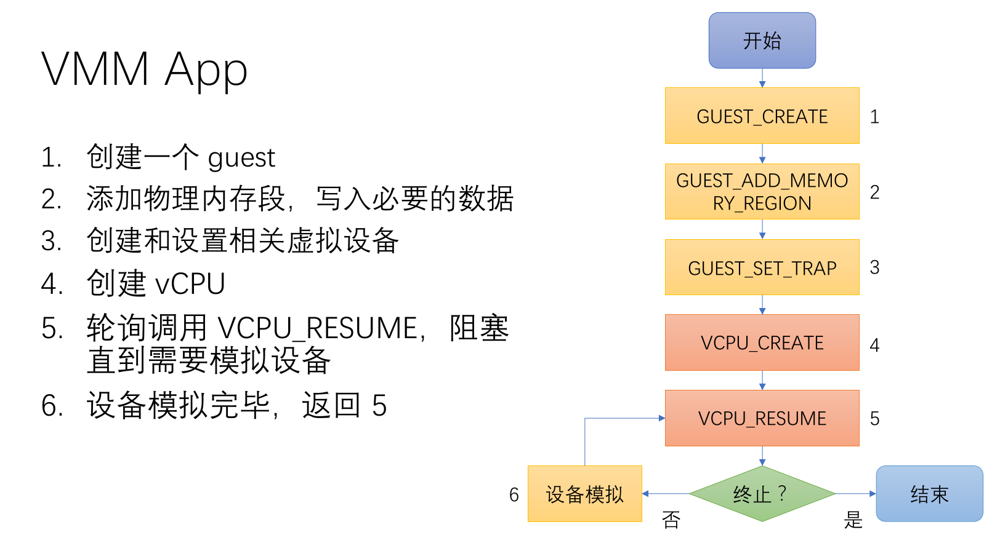 VMM App
1. 创建一个 guest
2. 添加物理内存段，写入必要的数据
3. 创建和设置相关虚拟设备
4. 创建 vCPU
5. 轮询调用 VCPU_RESUME，阻塞
直到需要模拟设备
6. 设备模拟完毕，返回 5
开始
GUEST_CREATE
1
GUEST_ADD_MEMO
RY_REGION
2
GUEST_SET_TRAP
3
VCPU_CREATE
4
VCPU_RESUME
5
6
设备模拟
终止？
结束
否
是